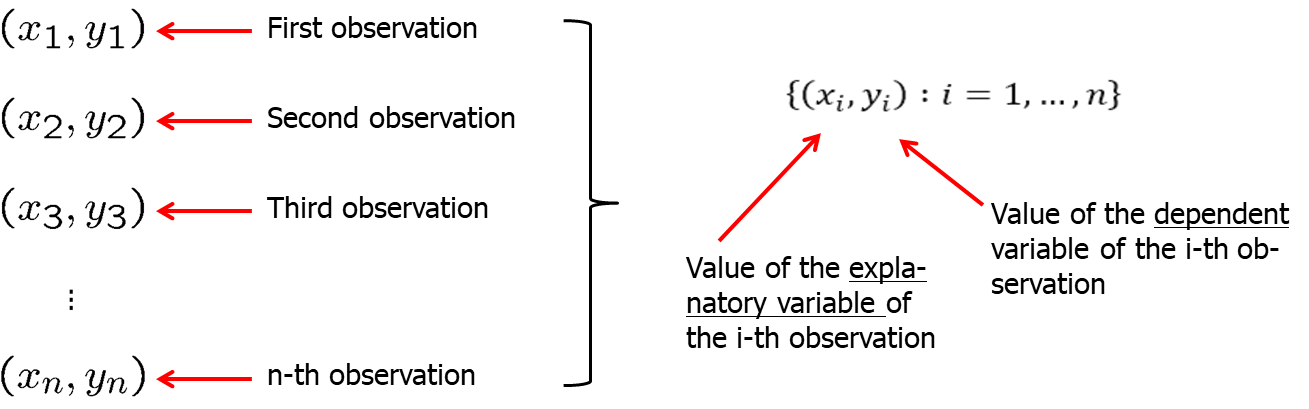 (x₁, y₁) First observation
(x₂, y₂) Second observation
(x₃, y₃) Third observation
⋮
(xₙ, yₙ) n-th observation
{(xᵢ, yᵢ) : i = 1, ..., n}
Value of the expla-
natory variable of
the i-th observation
Value of the dependent
variable of the i-th ob-
servation